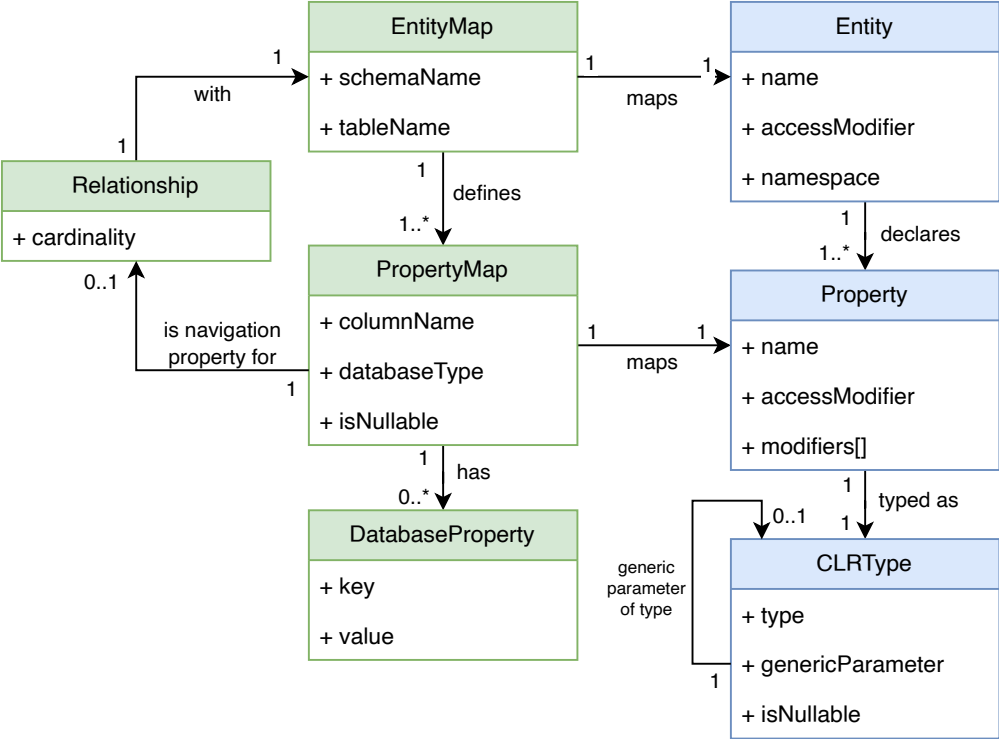 EntityMap
+ schemaName
+ tableName
Entity
+ name
+ accessModifier
+ namespace
1
with
1
1
maps
1
Relationship
+ cardinality
1
defines
1..*
1
declares
1..*
0..1
is navigation
property for
1
PropertyMap
+ columnName
+ databaseType
+ isNullable
1
maps
1
Property
+ name
+ accessModifier
+ modifiers[]
1
has
0..*
1
typed as
1
DatabaseProperty
+ key
+ value
0..1
generic
parameter
of type
1
CLRType
+ type
+ genericParameter
+ isNullable